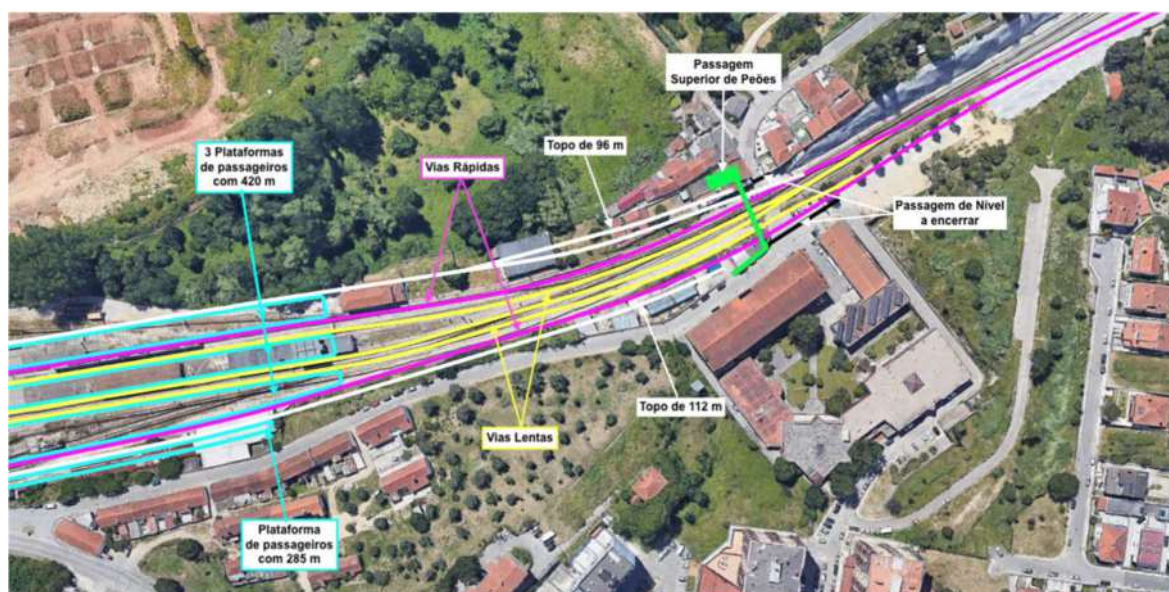 Passagem
Superior de Peões
3 Plataformas
de passageiros
com 420 m
Vias Rápidas
Topo de 96 m
Passagem de Nível
a encerrar
Topo de 112 m
Vias Lentas
Plataforma
de passageiros
com 285 m